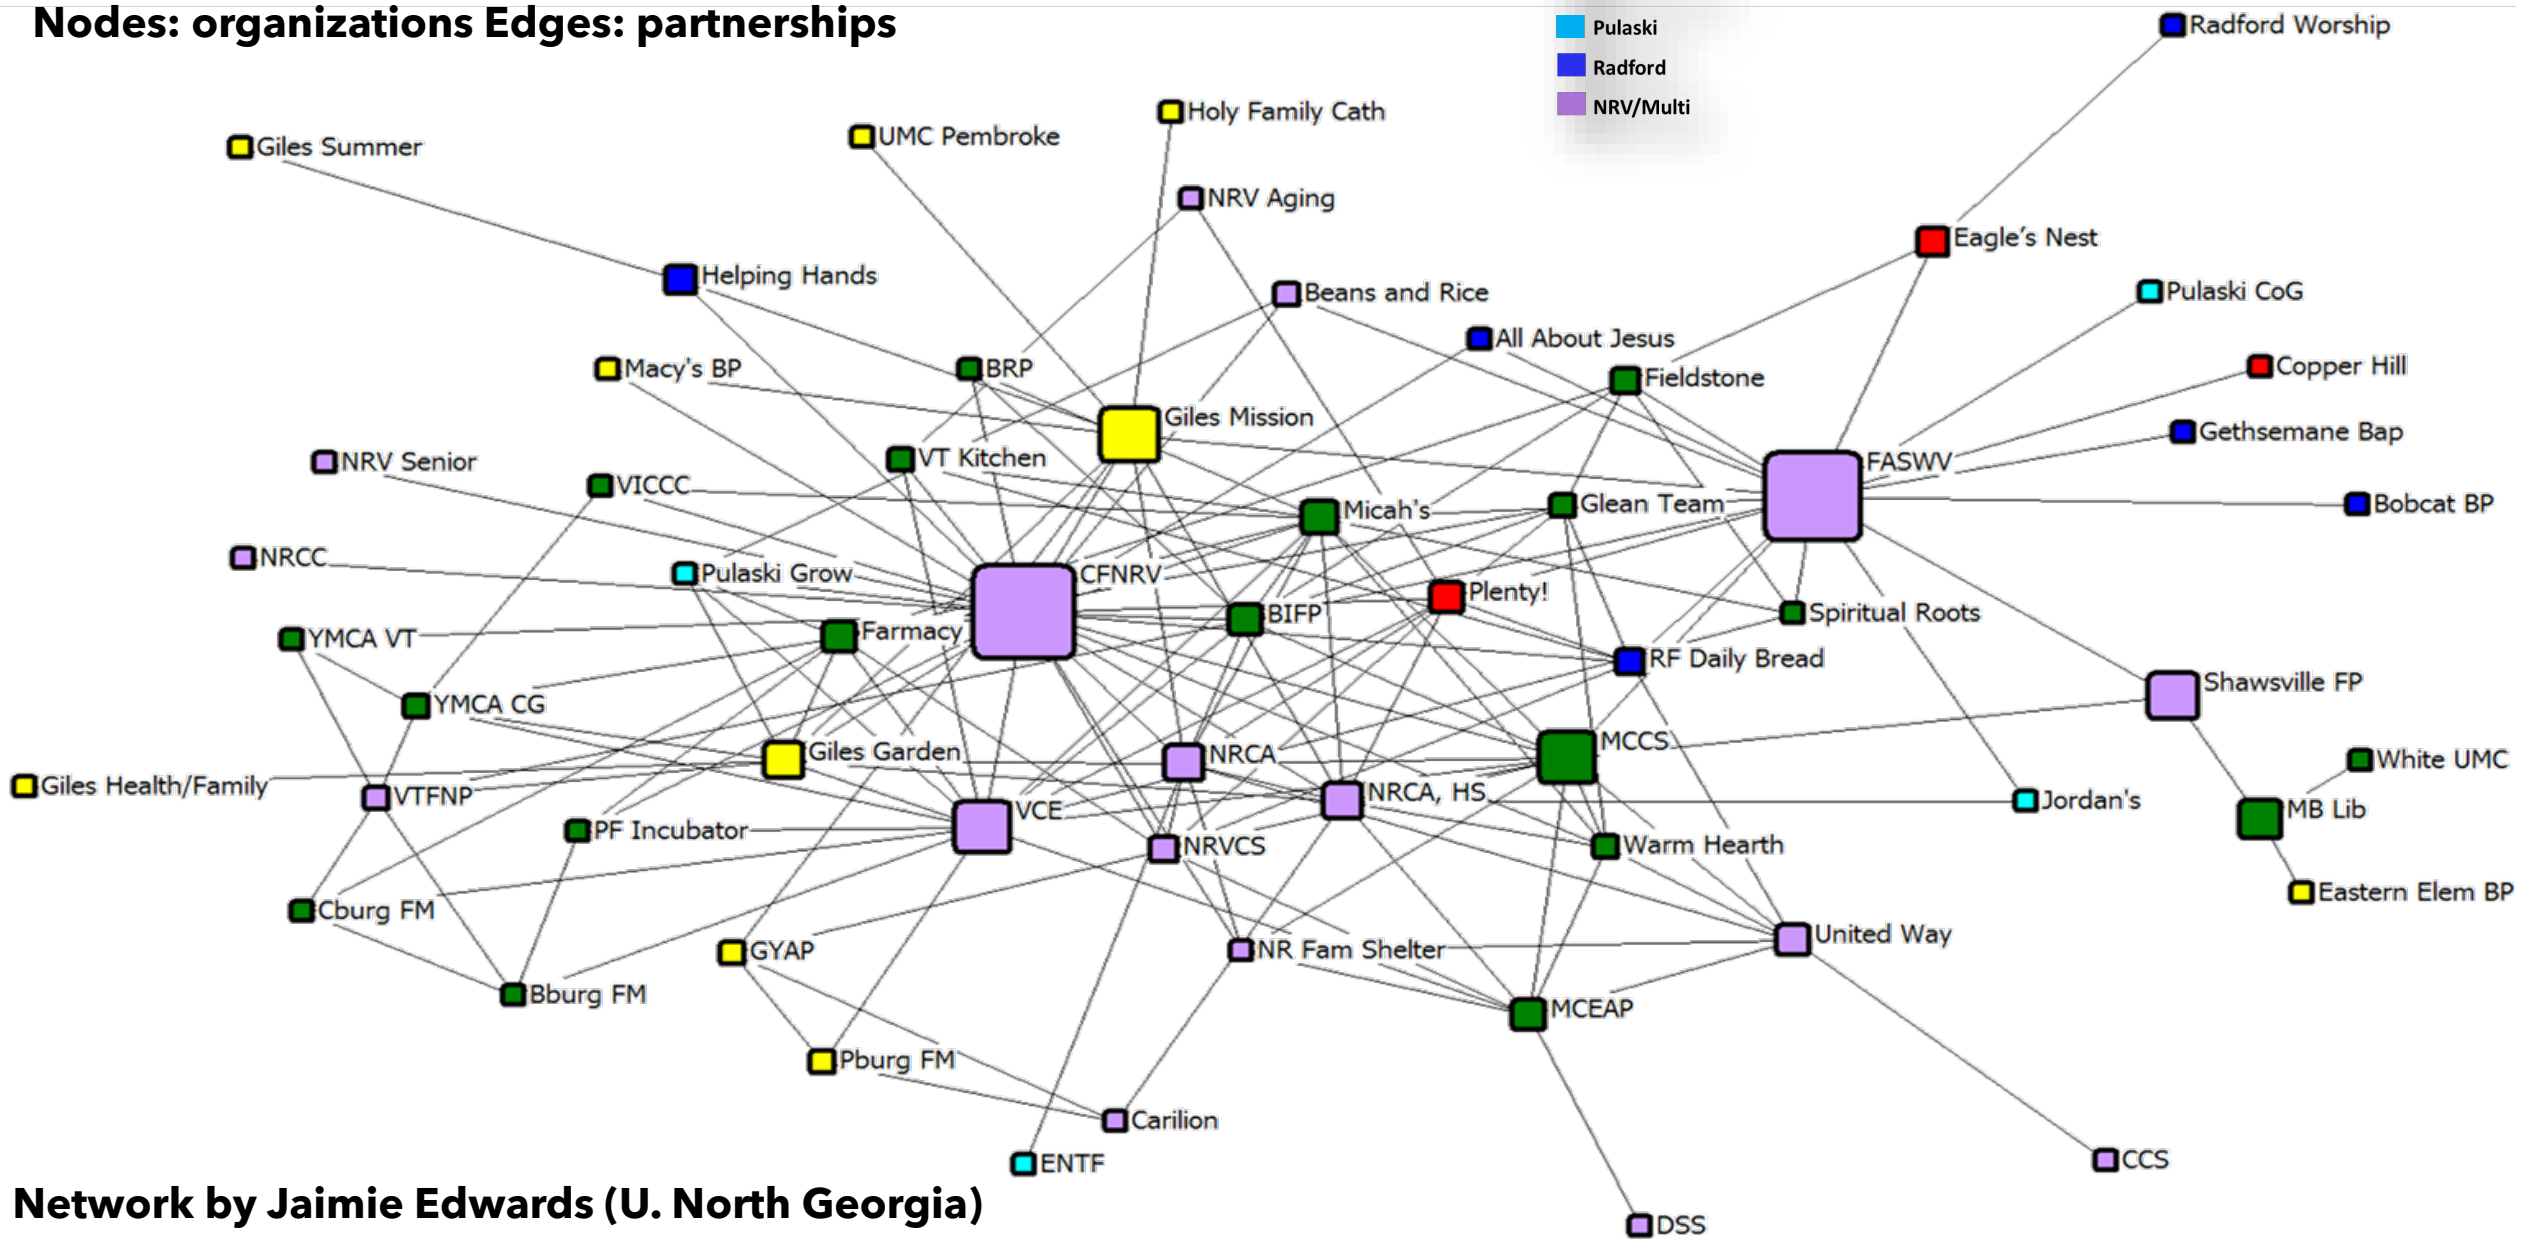 Nodes: organizations Edges: partnerships
Pulaski
Radford
NRV/Multi
Radford Worship
Holy Family Cath
UMC Pembroke
Giles Summer
NRV Aging
Eagle’s Nest
Helping Hands
Beans and Rice
Pulaski CoG
All About Jesus
Macy's BP
BRP
Fieldstone
Copper Hill
Giles Mission
Gethsemane Bap
NRV Senior
VT Kitchen
FASWV
VICCC
Micah's
Glean Team
Bobcat BP
NRCC
Pulaski Grow
CFNRV
Plenty!
BIFP
Spiritual Roots
YMCA VT
Farmacy
RF Daily Bread
Shawsville FP
YMCA CG
Giles Garden
NRCA
MCCS
White UMC
Giles Health/Family
VTFNP
NRCA, HS
Jordan's
MB Lib
VCE
PF Incubator
NRVCS
Warm Hearth
Eastern Elem BP
Cburg FM
GYAP
NR Fam Shelter
United Way
Bburg FM
MCEAP
Pburg FM
Carilion
ENTF
CCS
Network by Jaimie Edwards (U. North Georgia)
DSS